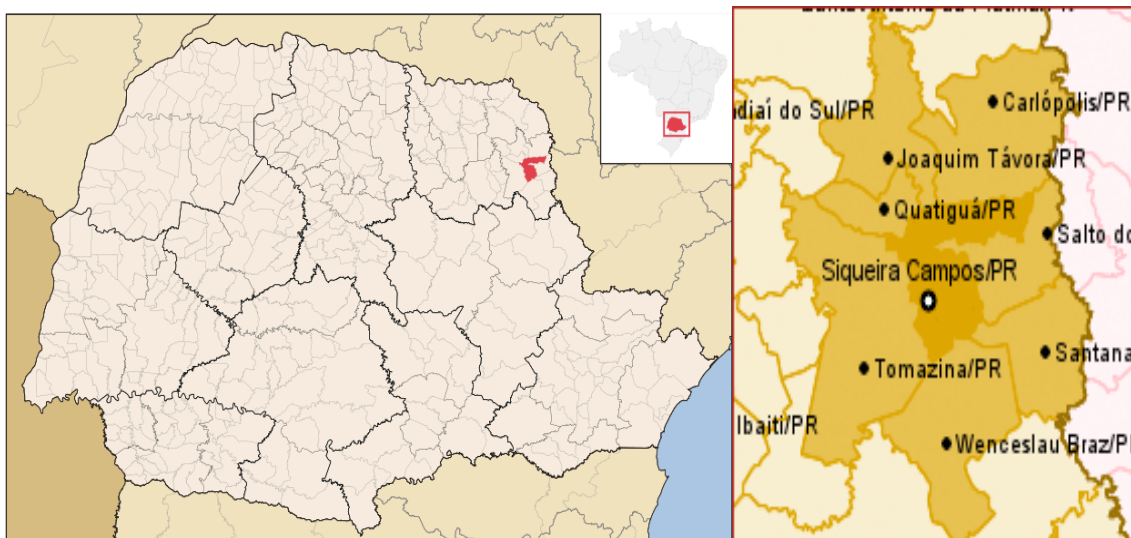 Carlópolis/PR
diaí do Sul/PR
Joaquim Távora/PR
Quatiguá/PR
Salto do
Siqueira Campos/PR
Santana
Tomazina/PR
Ibaiti/PR
Wenceslau Braz/P